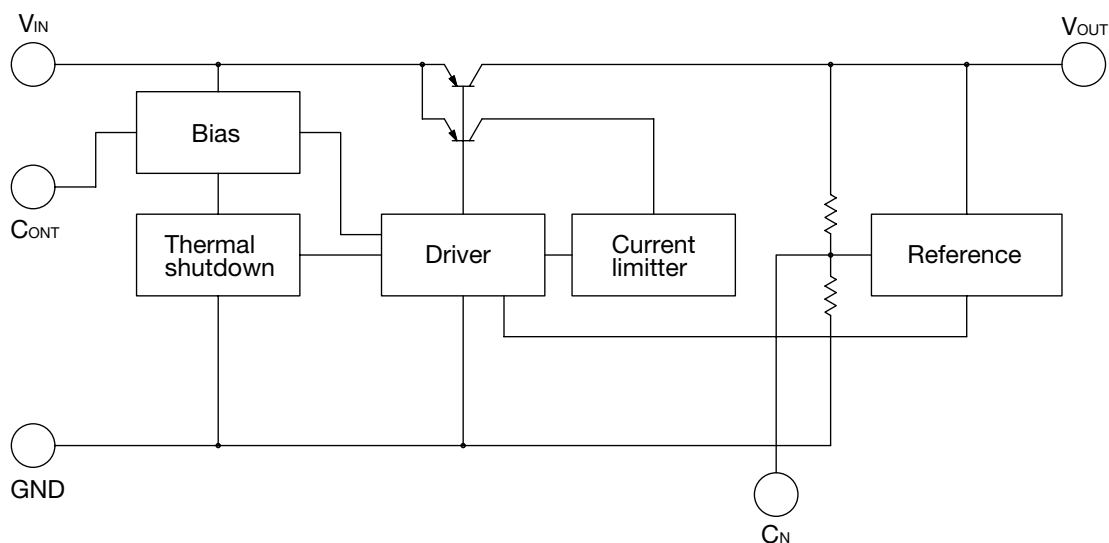 VIN
VOUT
Bias
CONT
Thermal
shutdown
Driver
Current
limitter
Reference
GND
CN